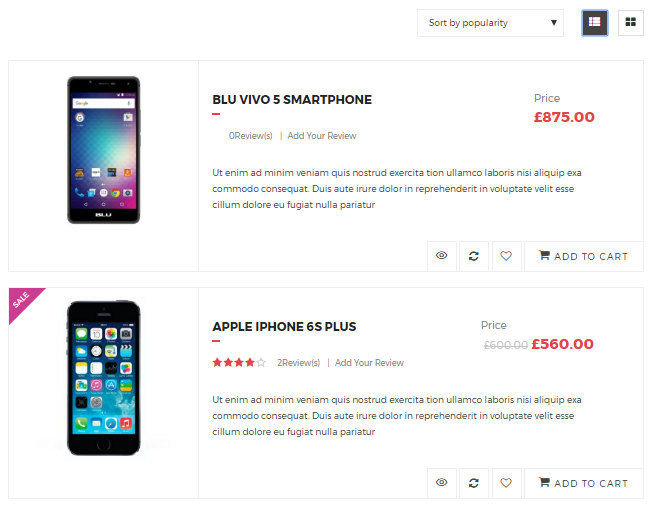 Sort by popularity
BLU VIVO 5 SMARTPHONE
Price
£875.00
0Review(s) | Add Your Review
Ut enim ad minim veniam quis nostrud exercita tion ullamco laboris nisi aliquip exa
commodo consequat. Duis aute irure dolor in reprehenderit in voluptate velit esse
cillum dolore eu fugiat nulla pariatur
Google
BLU
ADD TO CART
SALE
APPLE IPHONE 6S PLUS
Price
£600.00 £560.00
2Review(s) | Add Your Review
Ut enim ad minim veniam quis nostrud exercita tion ullamco laboris nisi aliquip exa
commodo consequat. Duis aute irure dolor in reprehenderit in voluptate velit esse
cillum dolore eu fugiat nulla pariatur
ADD TO CART